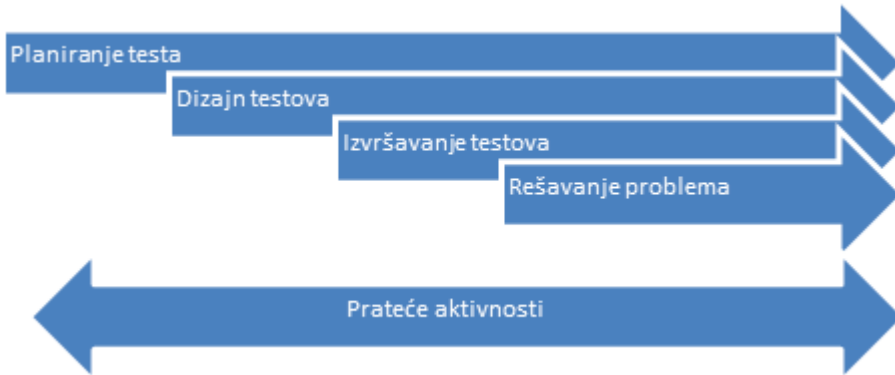 Planiranje testa
Dizajn testova
Izvršavanje testova
Rešavanje problema
Prateće aktivnosti